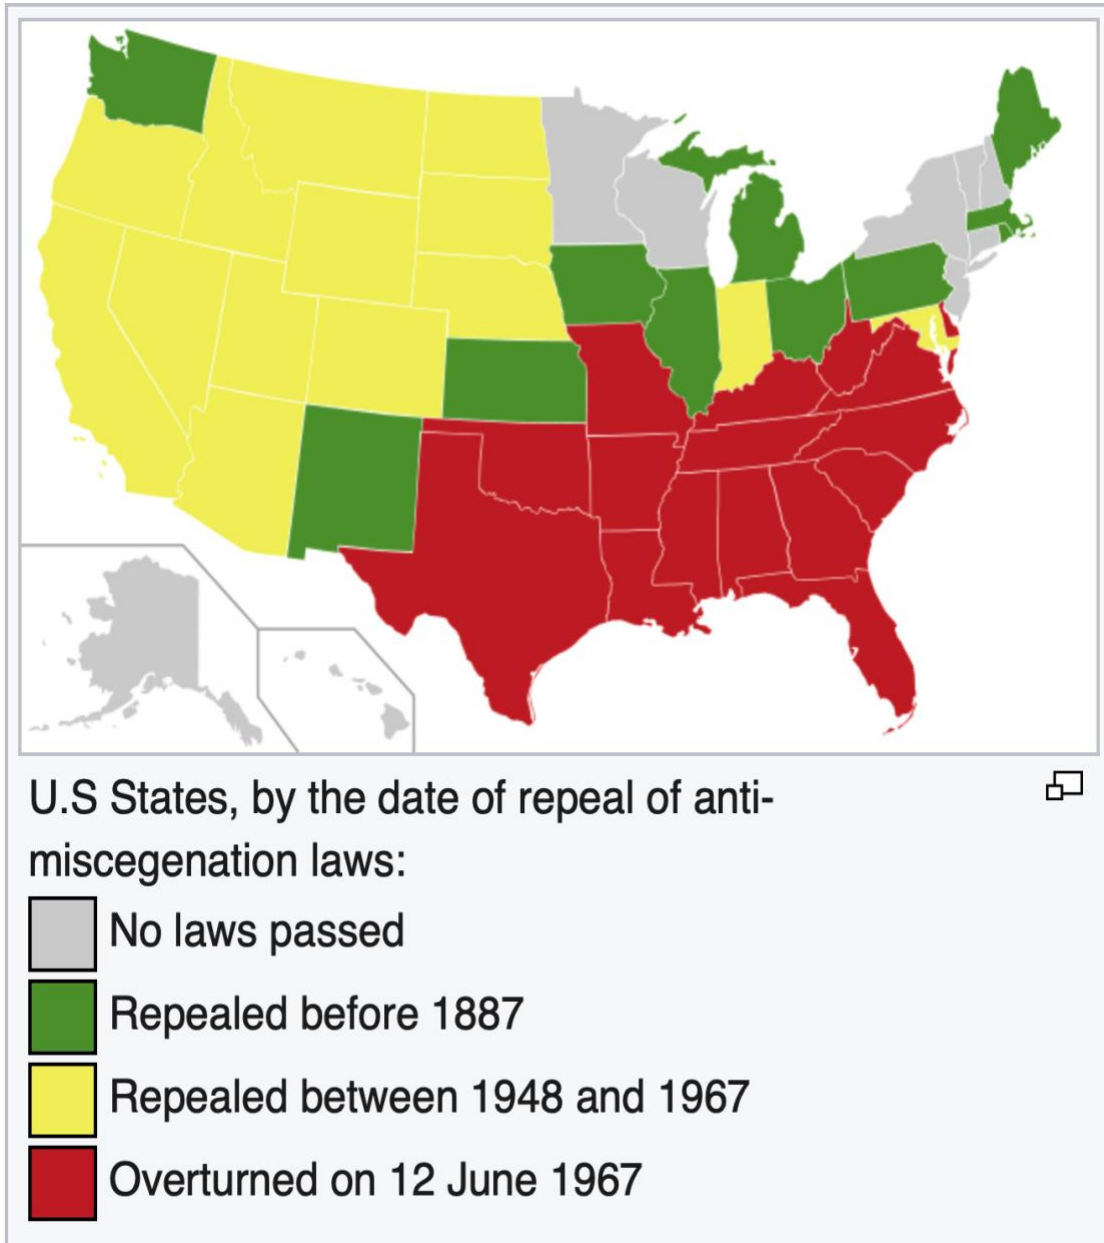 U.S States, by the date of repeal of anti-
miscegenation laws:
No laws passed
Repealed before 1887
Repealed between 1948 and 1967
Overturned on 12 June 1967